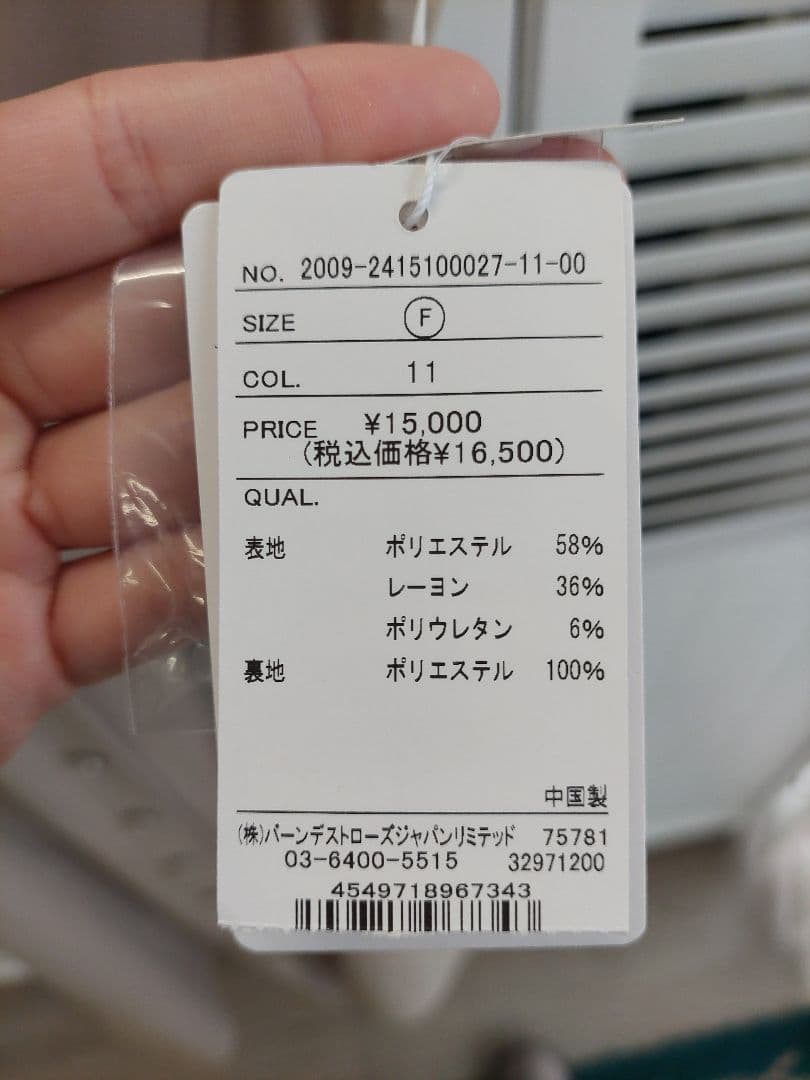 NO. 2009-2415100027-11-00
SIZE Ⓕ
COL. 11
PRICE ¥15,000
(税込価格¥16,500)
QUAL.
表地 ポリエステル 58%
レーヨン 36%
ポリウレタン 6%
裏地 ポリエステル 100%
中国製
(株)バーンデストローズジャパンリミテッド 75781
03-6400-5515 32971200
4549718967343